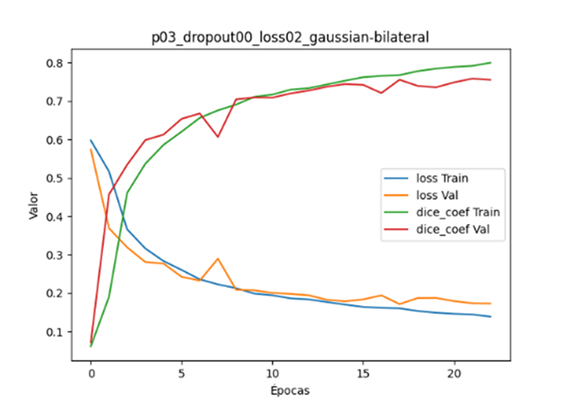 p03_dropout00_loss02_gaussian-bilateral
0.8
0.7
0.6
0.5
0.4
0.3
0.2
0.1
Valor
loss Train
loss Val
dice_coef Train
dice_coef Val
0 5 10 15 20
Épocas